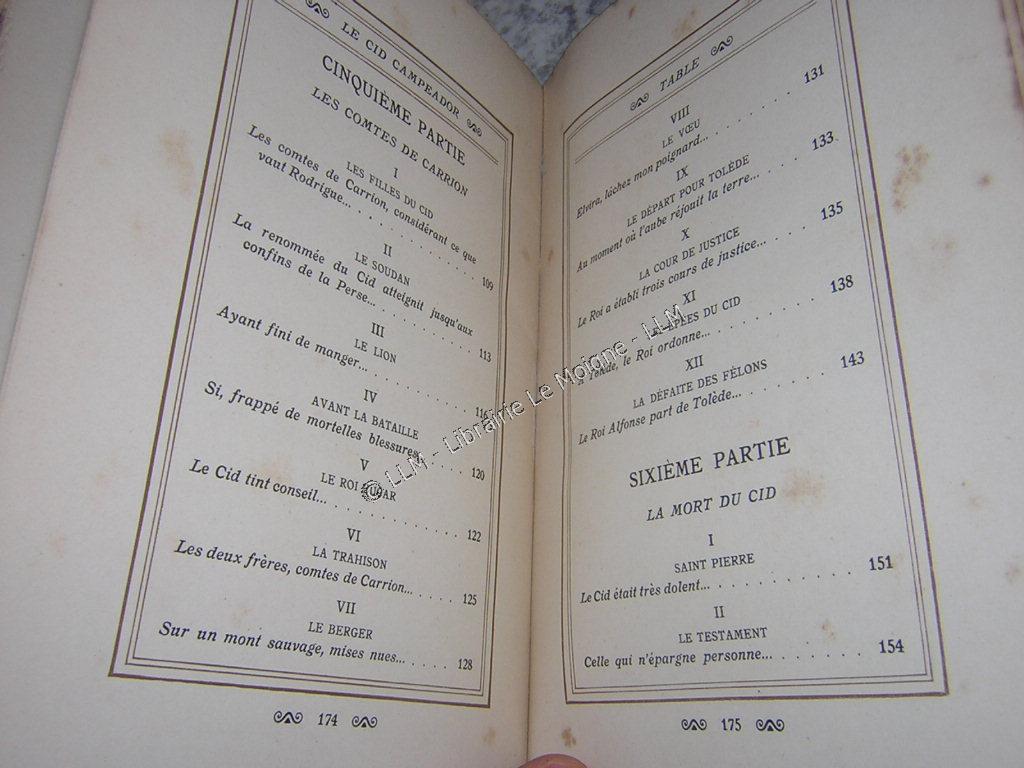 LE CID CAMPEADOR
CINQUIÈME PARTIE
LES COMTES DE CARRION
I
LES FILLES DU CID
Les comtes de Carrion, considérant ce que
vaut Rodrigue... 109
II
LE SOUDAN
La renommée du Cid atteignit jusqu'aux
confins de la Perse... 113
III
LE LION
Ayant fini de manger... 116
IV
AVANT LA BATAILLE
Si, frappé de mortelles blessures, 120
V
LE ROI
Le Cid tint conseil... 122
VI
LA TRAHISON
Les deux frères, comtes de Carrion... 125
VII
LE BERGER
Sur un mont sauvage, mises nues... 128
174
TABLE
VIII
LE VŒU
Elvira, léchez mon poignard... 131
IX
LE DÉPART POUR TOLÈDE
Au moment où l'aube réjouit la terre... 133
X
LA COUR DE JUSTICE
Le Roi a établi trois cours de justice... 135
XI
ÉPÉES DU CID
le Roi ordonne... 138
XII
LA DÉFAITE DES FÉLONS
Le Roi Alfonse part de Tolède... 143
SIXIÈME PARTIE
LA MORT DU CID
I
SAINT PIERRE
Le Cid était très dolent... 151
II
LE TESTAMENT
Celle qui n'épargne personne... 154
175
© LLM - Librairie Le Moigne - LLM